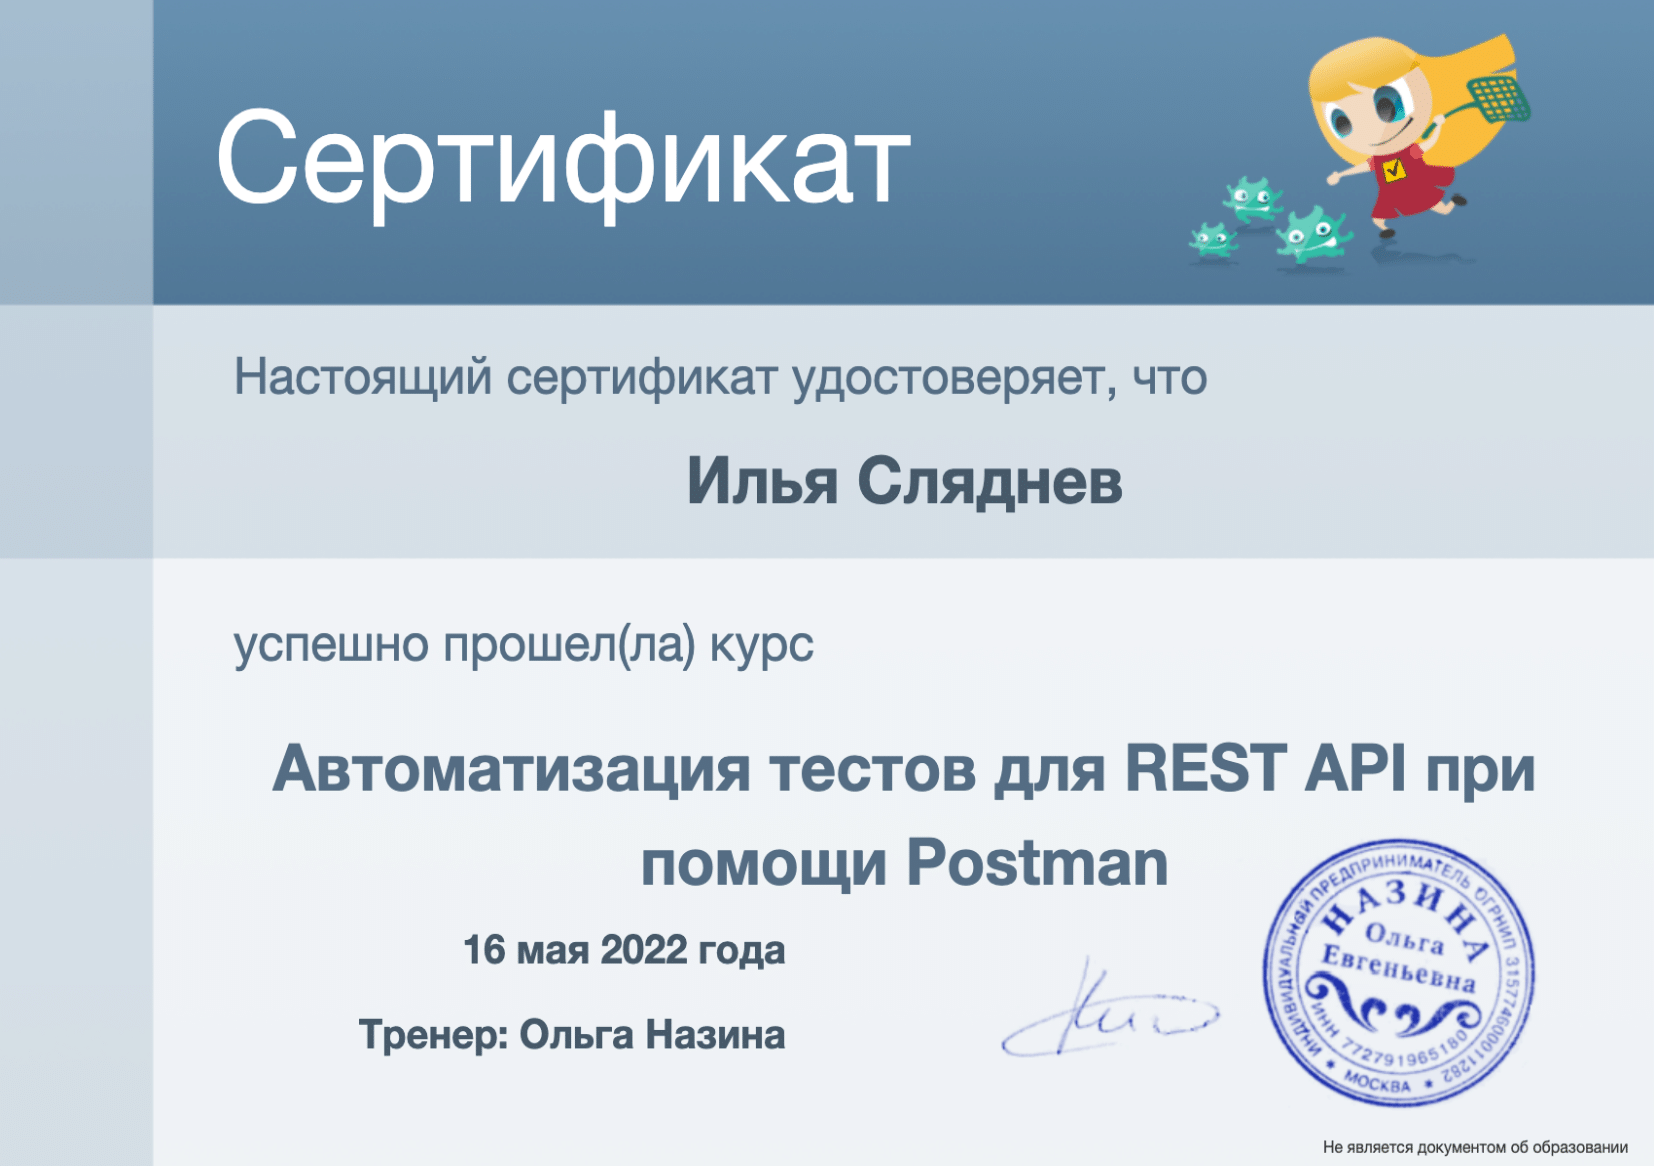 Сертификат
Настоящий сертификат удостоверяет, что
Илья Сляднев
успешно прошел(ла) курс
Автоматизация тестов для REST API при
помощи Postman
16 мая 2022 года
Тренер: Ольга Назина
ИНДИВИДУАЛЬНЫЙ ПРЕДПРИНИМАТЕЛЬ ОГРНИП 315774600011282
НАЗИНА
Ольга
Евгеньевна
ИНН 772791965180
* МОСКВА *
Не является документом об образовании